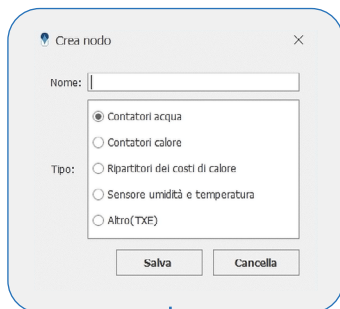 Crea nodo
Nome:
Contatori acqua
Contatori calore
Tipo:
Ripartitori dei costi di calore
Sensore umidità e temperatura
Altro(TXE)
Salva
Cancella